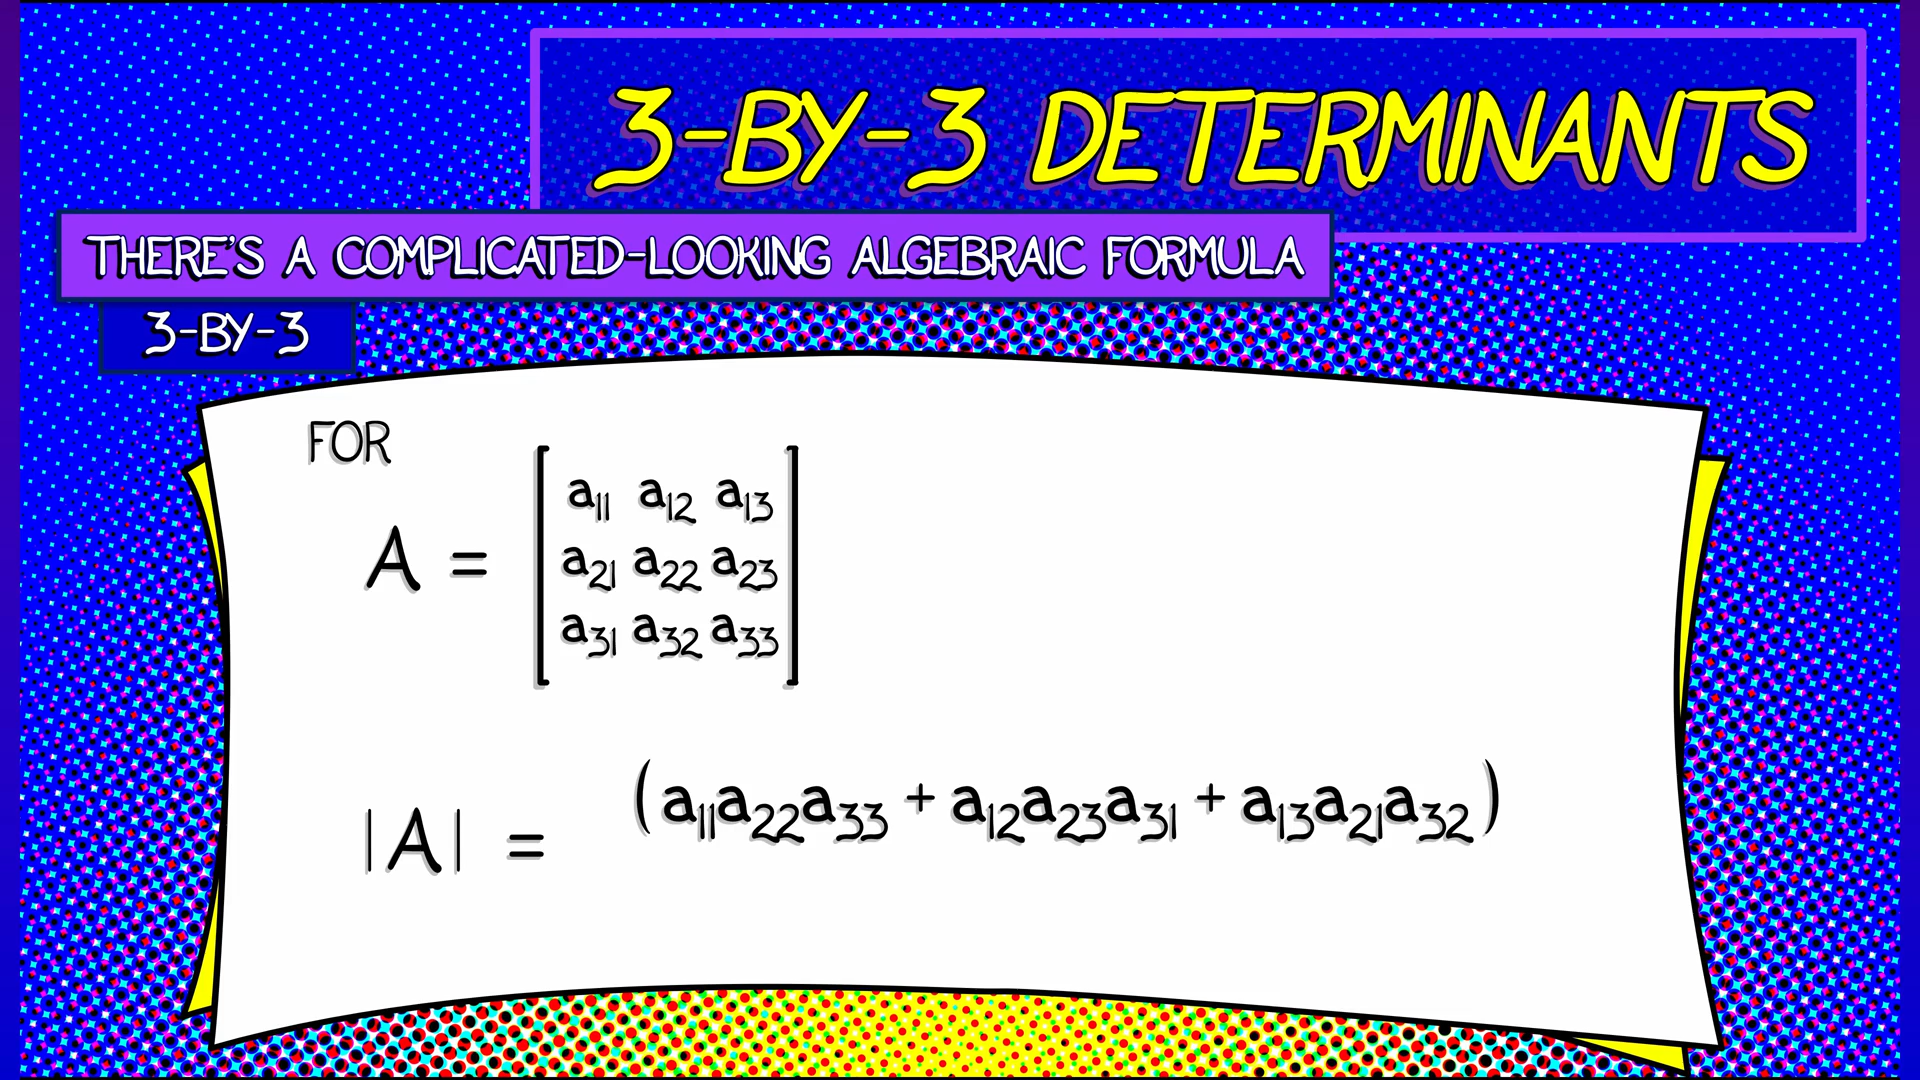 3-BY-3 DETERMINANTS
THERE'S A COMPLICATED-LOOKING ALGEBRAIC FORMULA
3-BY-3
FOR
A = [
a₁₁ a₁₂ a₁₃
a₂₁ a₂₂ a₂₃
a₃₁ a₃₂ a₃₃
]
|A| = (a₁₁a₂₂a₃₃ + a₁₂a₂₃a₃₁ + a₁₃a₂₁a₃₂)